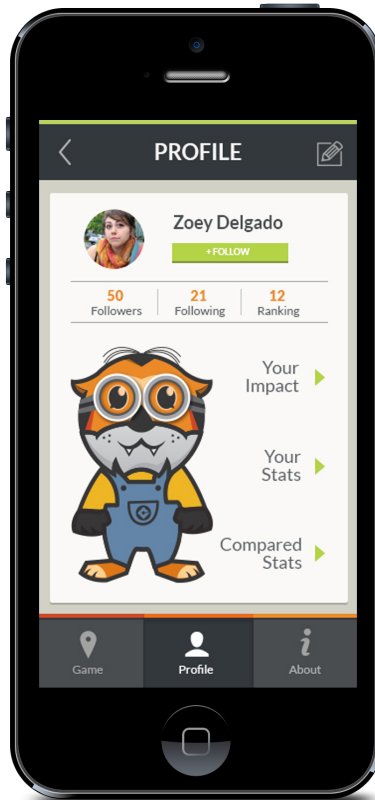 PROFILE
Zoey Delgado
+ FOLLOW
50 21 12
Followers Following Ranking
Your
Impact
Your
Stats
Compared
Stats
Game Profile About